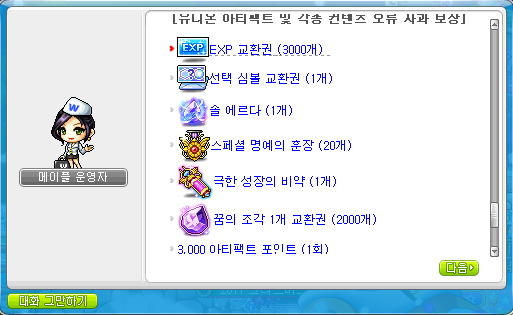 [유니온 아티팩트 및 각종 컨텐츠 오류 사과 보상]
EXP EXP 교환권 (3000개)
선택 심볼 교환권 (1개)
솔 에르다 (1개)
스페셜 명예의 훈장 (20개)
극한 성장의 비약 (1개)
꿈의 조각 1개 교환권 (2000개)
3,000 아티팩트 포인트 (1회)
W
메이플 운영자
다음
대화 그만하기